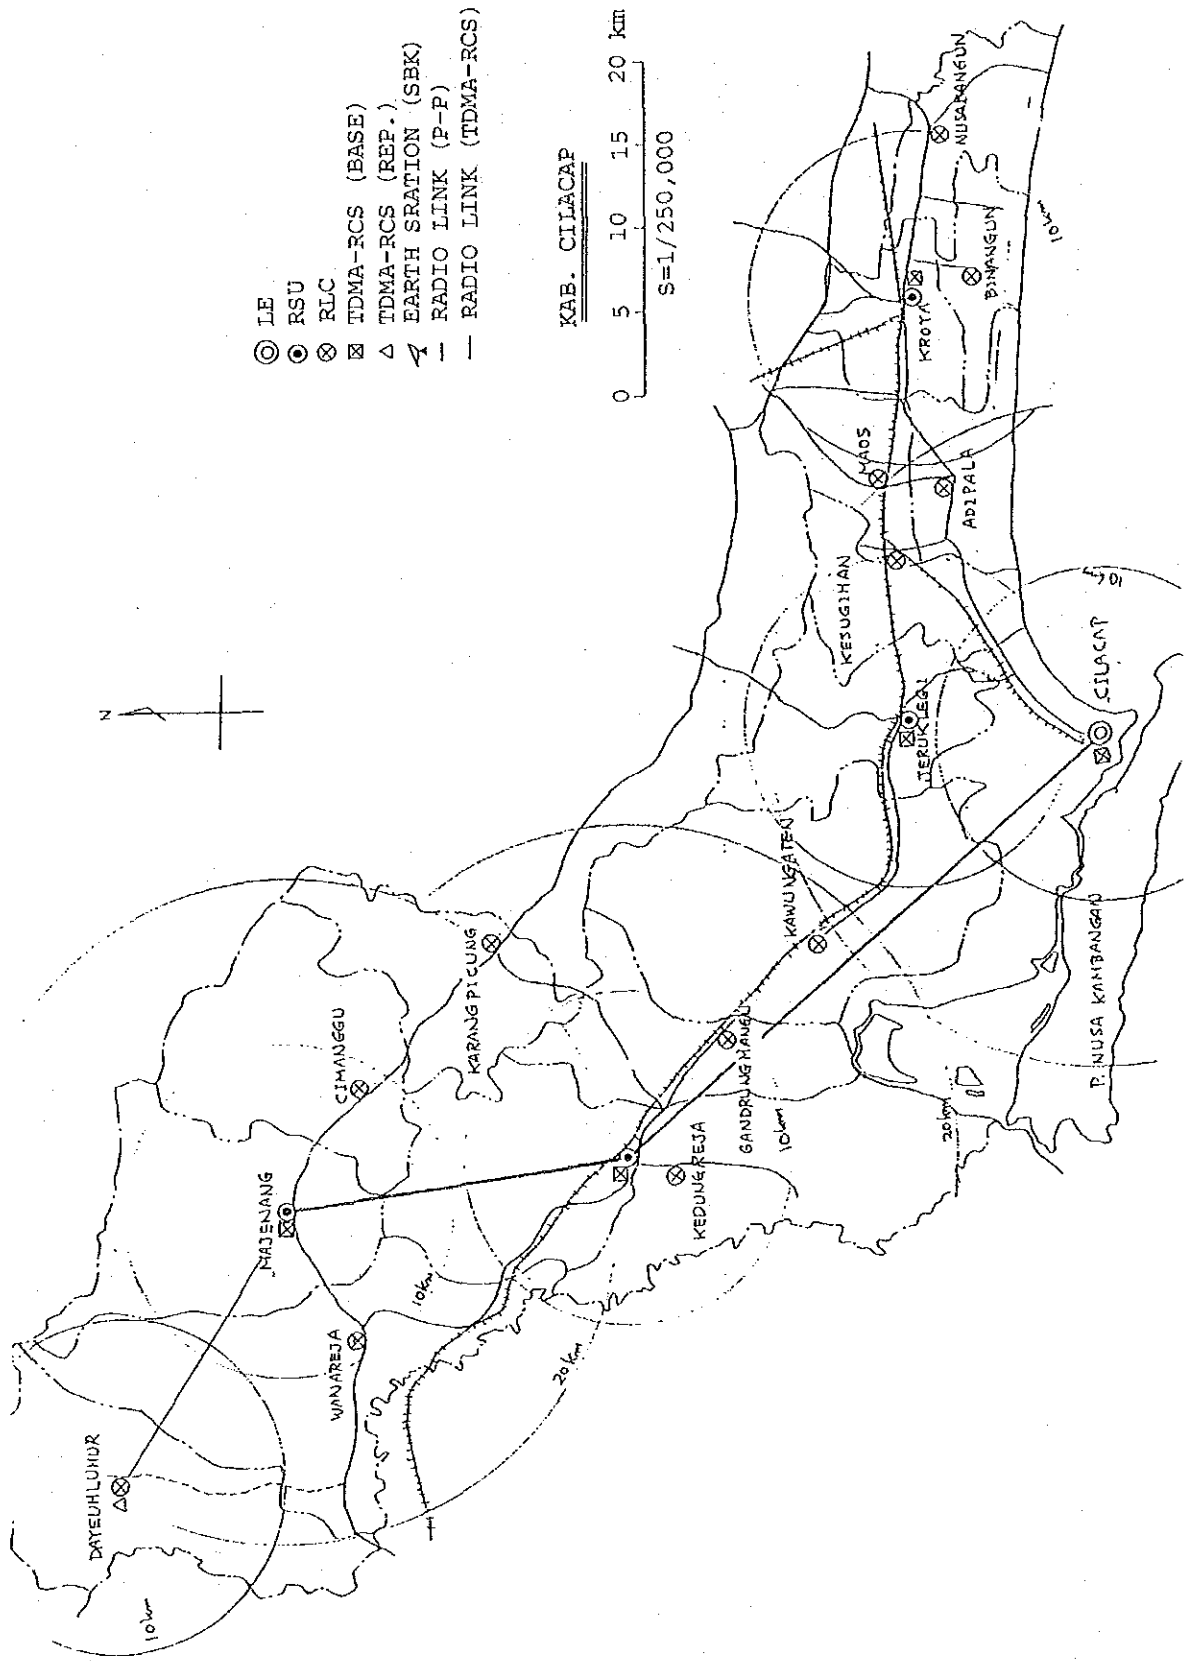 LE
RSU
RLC
TDMA-RCS (BASE)
TDMA-RCS (REP.)
EARTH SRATION (SBK)
RADIO LINK (P-P)
RADIO LINK (TDMA-RCS)
KAB. CILACAP
0 5 10 15 20 km
S=1/250,000
N
DAYEUHLUHUR
10km
WANAREJA
MAJENANG
10km
CIMANGGU
KARANGPICUNG
20km
KEDUNGREJA
GANDRUNGMANGU
10km
20km
KAWUNGATEN
JERUKLEGI
KESUGIHAN
MAOS
ADIPALA
KROYA
BINANGUN
NUSABANGUN
10km
10km
CILACAP
P. NUSA KAMBANGAN